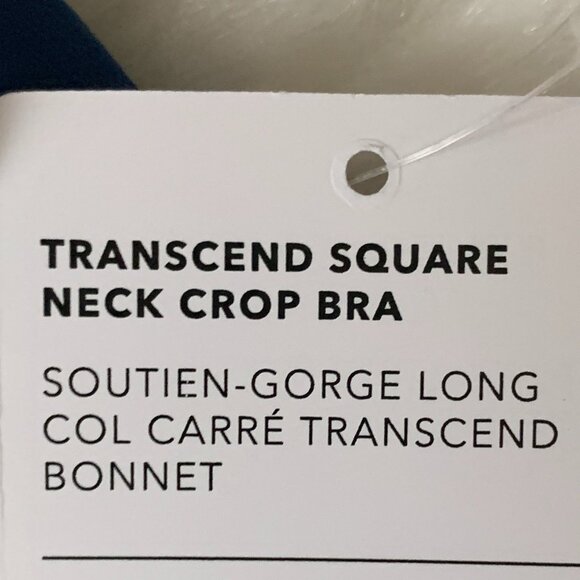 TRANSCEND SQUARE
NECK CROP BRA
SOUTIEN-GORGE LONG
COL CARRÉ TRANSCEND
BONNET